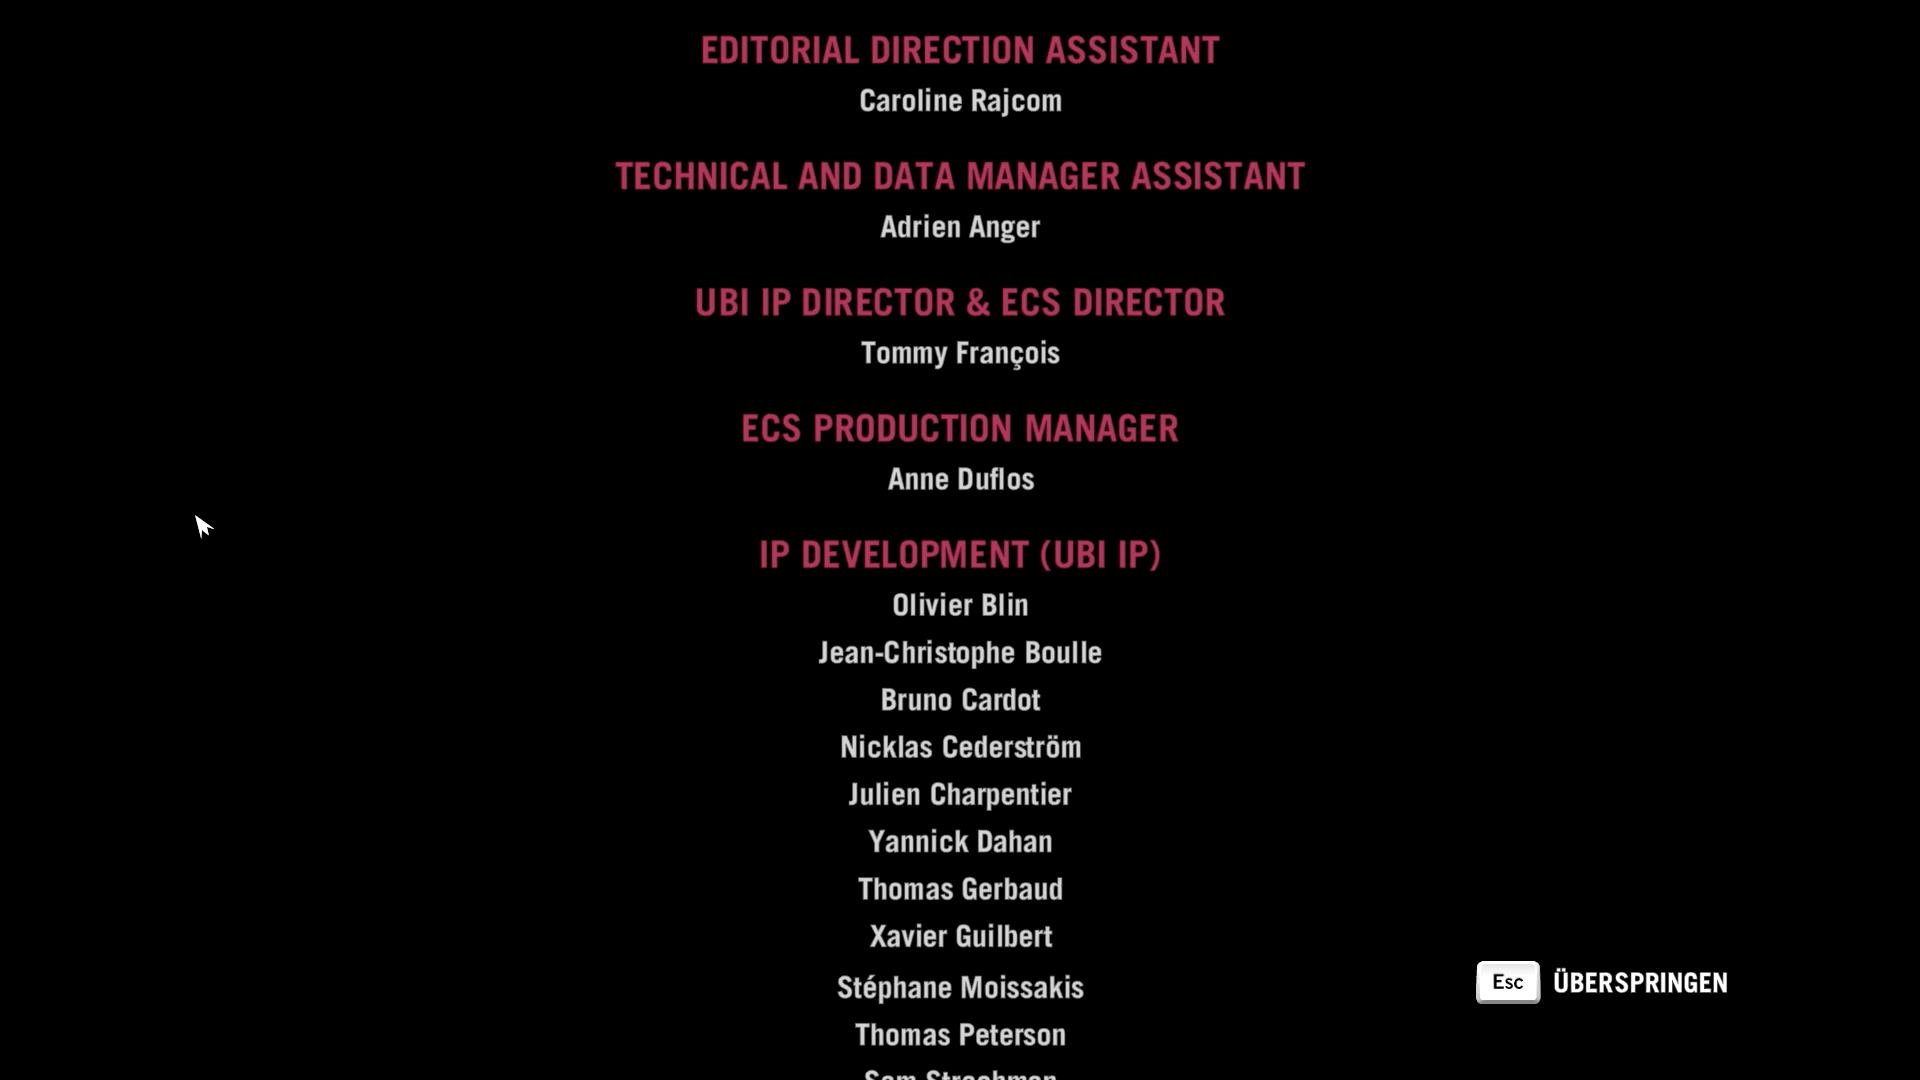 EDITORIAL DIRECTION ASSISTANT
Caroline Rajcom
TECHNICAL AND DATA MANAGER ASSISTANT
Adrien Anger
UBI IP DIRECTOR & ECS DIRECTOR
Tommy François
ECS PRODUCTION MANAGER
Anne Duflos
IP DEVELOPMENT (UBI IP)
Olivier Blin
Jean-Christophe Boulle
Bruno Cardot
Nicklas Cederström
Julien Charpentier
Yannick Dahan
Thomas Gerbaud
Xavier Guilbert
Stéphane Moissakis
Thomas Peterson
Esc ÜBERSPRINGEN